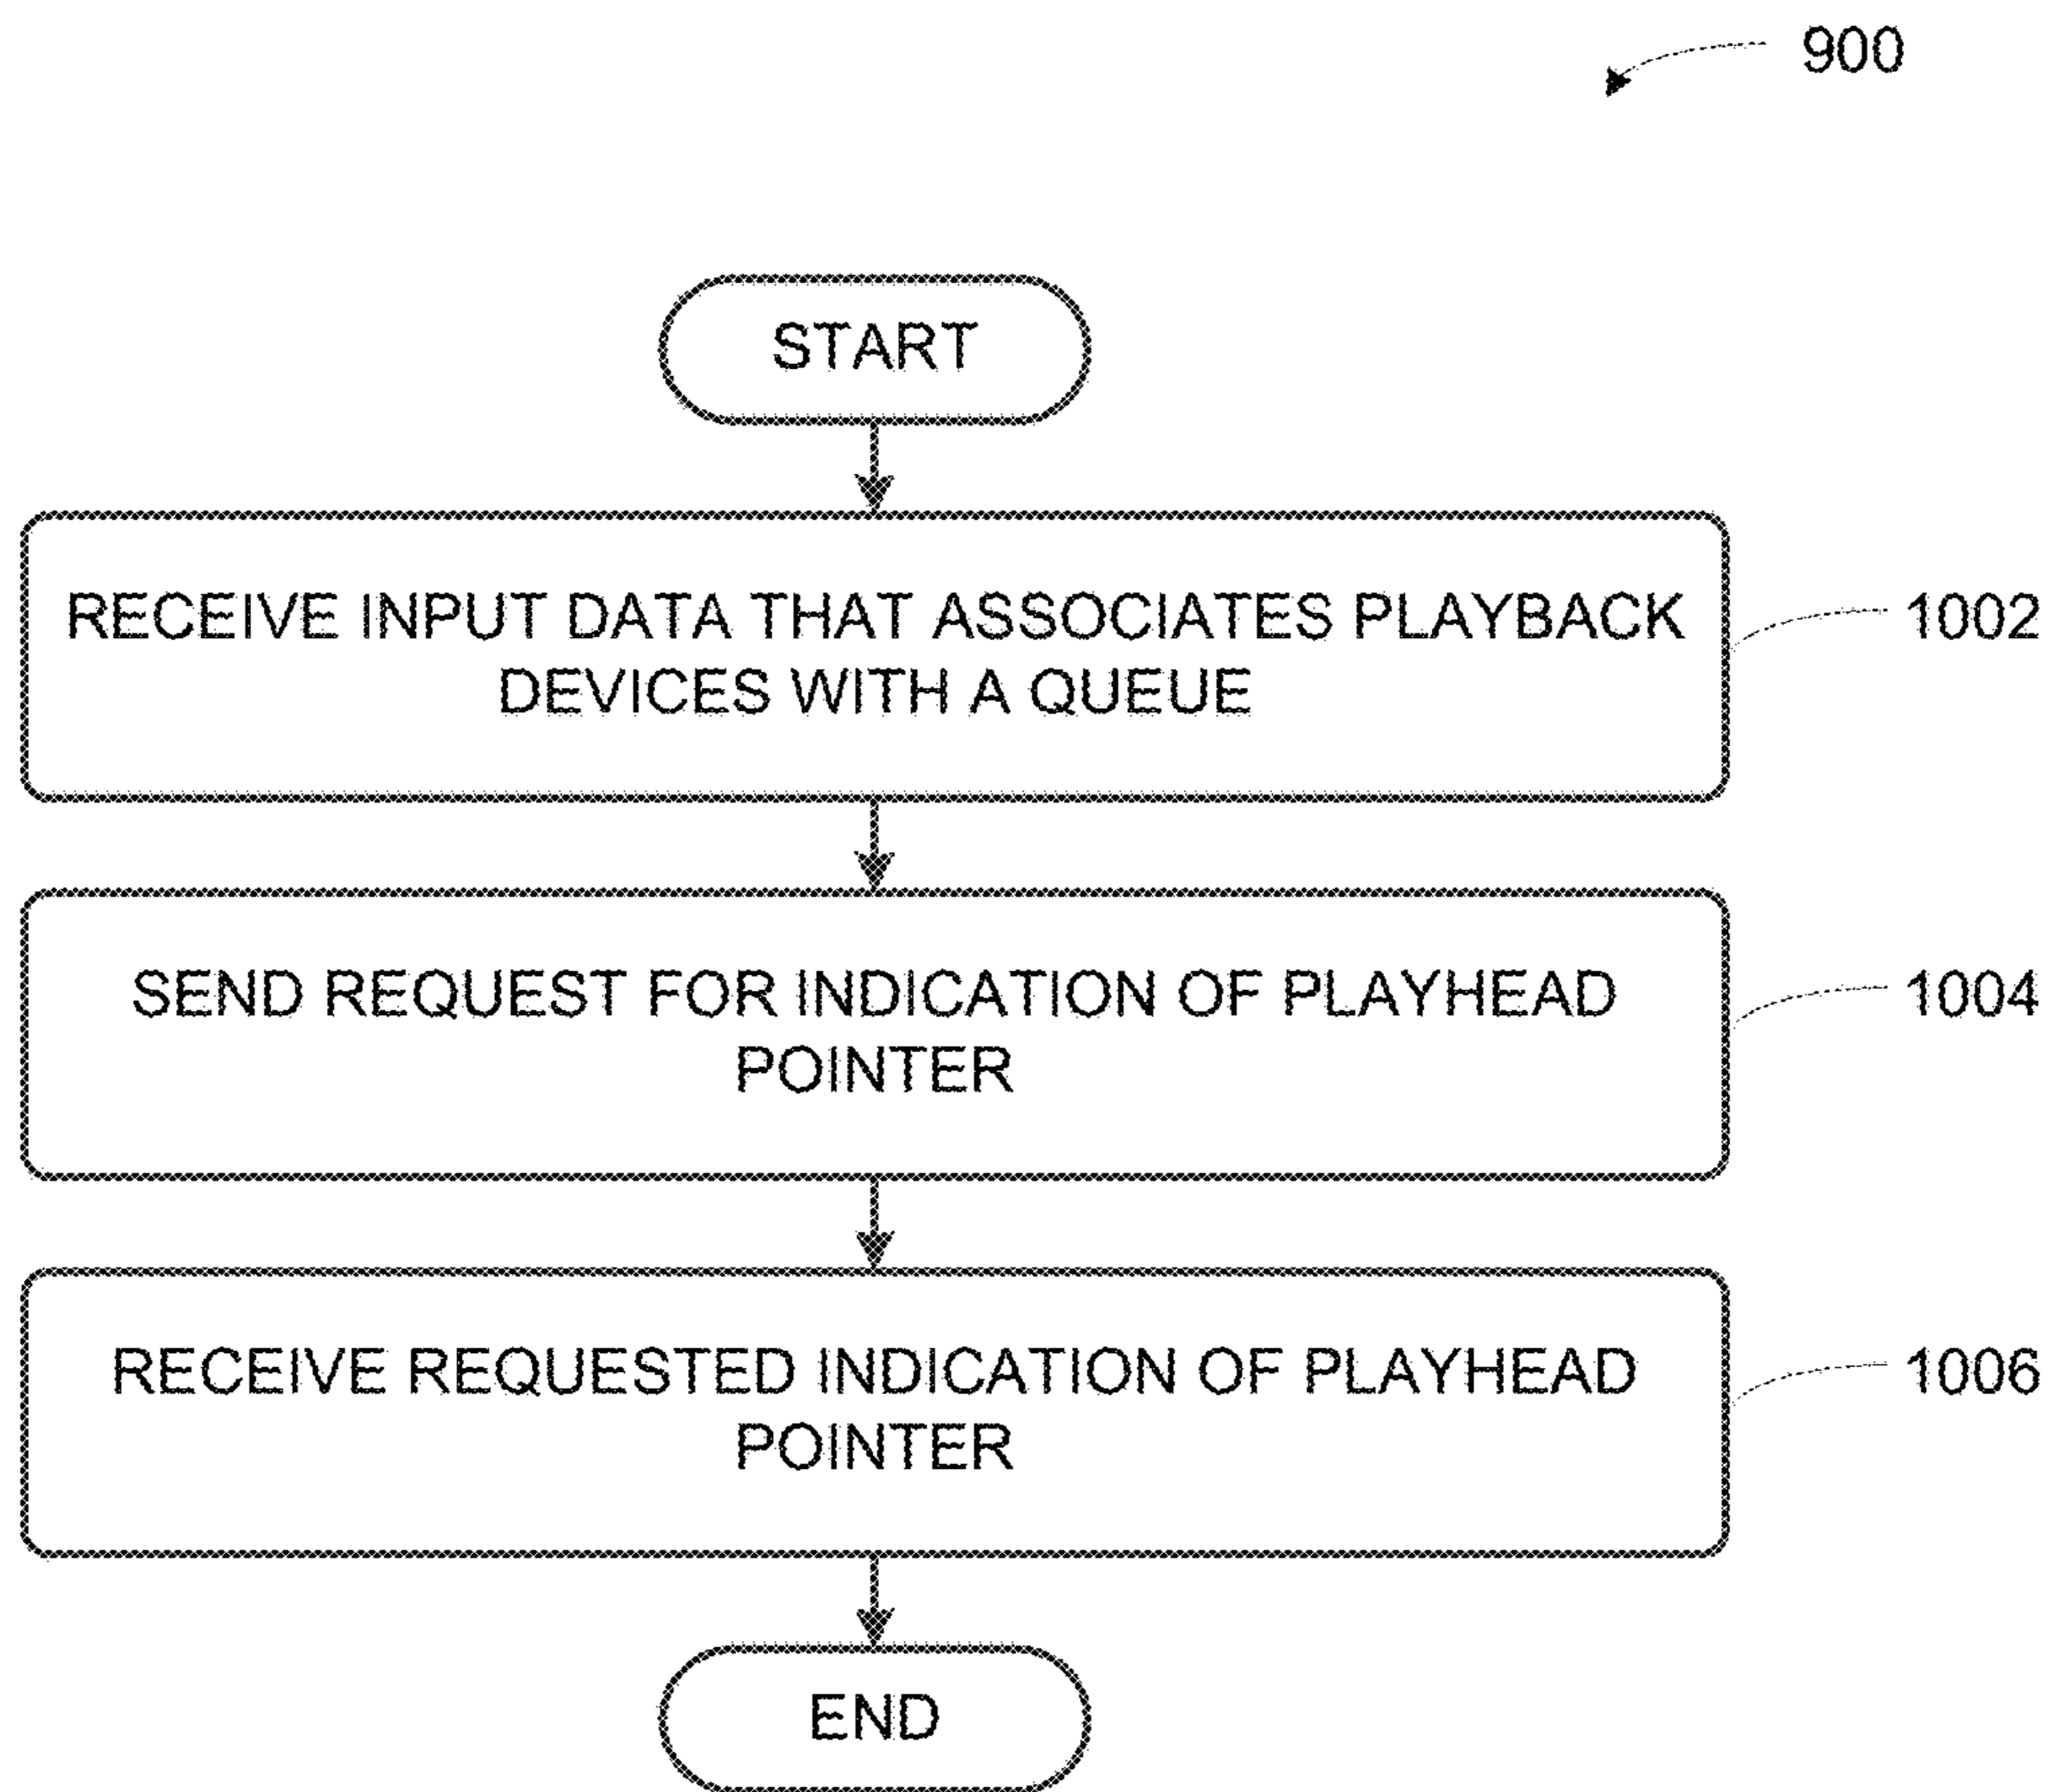 900
START
RECEIVE INPUT DATA THAT ASSOCIATES PLAYBACK
DEVICES WITH A QUEUE
1002
SEND REQUEST FOR INDICATION OF PLAYHEAD
POINTER
1004
RECEIVE REQUESTED INDICATION OF PLAYHEAD
POINTER
1006
END